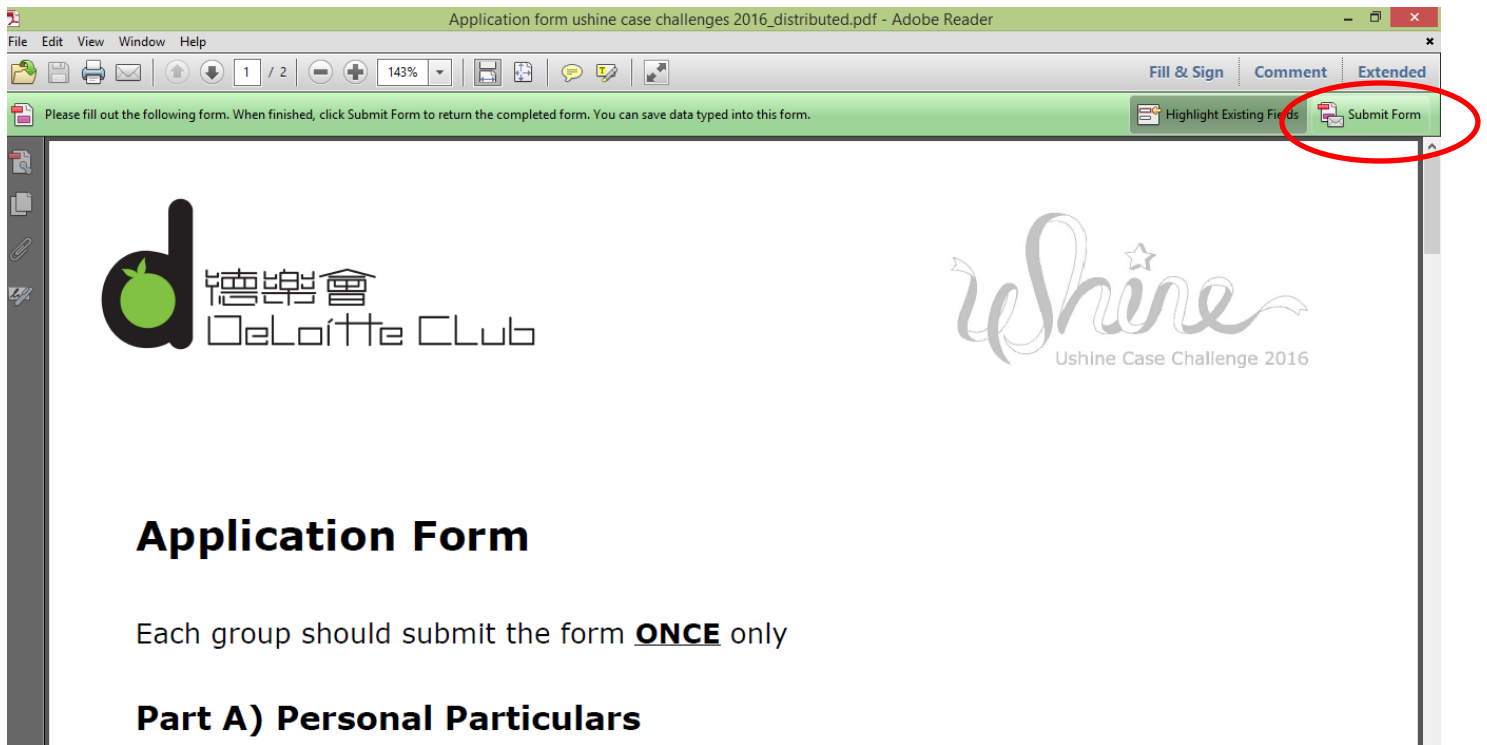 Application form ushine case challenges 2016_distributed.pdf - Adobe Reader
File Edit View Window Help
1 / 2 143% Fill & Sign Comment Extended
Please fill out the following form. When finished, click Submit Form to return the completed form. You can save data typed into this form. Highlight Existing Fields Submit Form
德樂會
DeLoitte CLub
UShine
Ushine Case Challenge 2016
Application Form
Each group should submit the form ONCE only
Part A) Personal Particulars